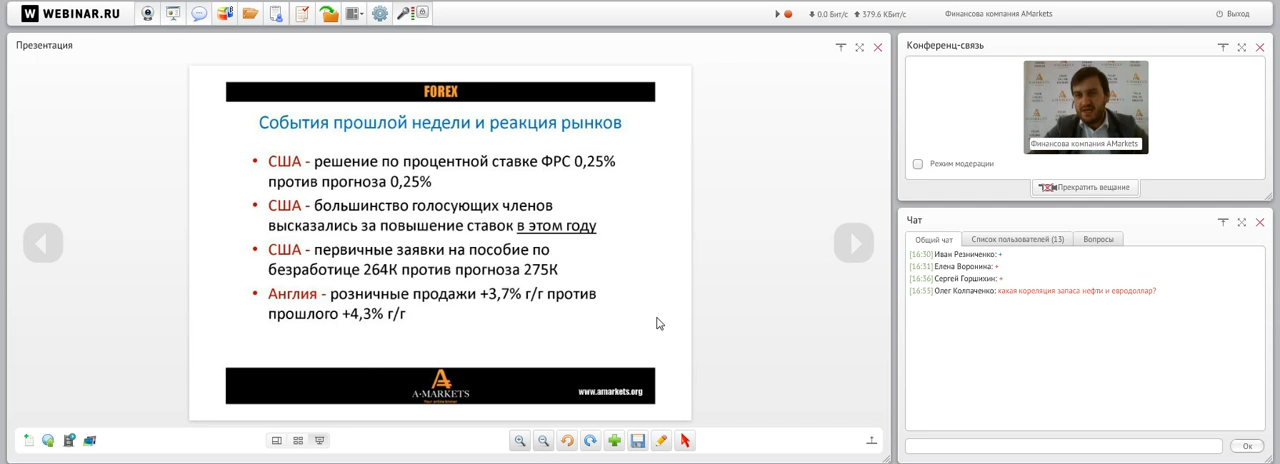 W WEBINAR.RU
0.0 Бит/с 379.6 КБит/с
Финансова компания AMarkets
Выход
Презентация
FOREX
События прошлой недели и реакция рынков
• США - решение по процентной ставке ФРС 0,25%
против прогноза 0,25%
• США - большинство голосующих членов
высказались за повышение ставок в этом году
• США - первичные заявки на пособие по
безработице 264К против прогноза 275К
• Англия - розничные продажи +3,7% г/г против
прошлого +4,3% г/г
A
A·MARKETS
Your online broker
www.amarkets.org
Конференц-связь
Финансова компания AMarkets
Режим модерации
Прекратить вещание
Чат
Общий чат
Список пользователей (13)
Вопросы
[16:30] Иван Резниченко: +
[16:31] Елена Воронина: +
[16:36] Сергей Горшихин: +
[16:55] Олег Колпаченко: какая кореляция запаса нефти и евродоллар?
Ок